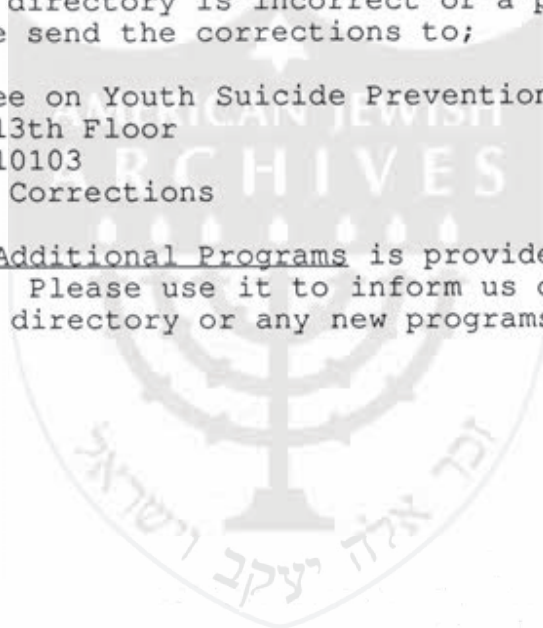 directory is incorrect or a p
e send the corrections to;
ee on Youth Suicide Prevention
13th Floor
10103
Corrections
Additional Programs is provide
Please use it to inform us o
directory or any new programs
AMERICAN JEWISH
ARCHIVES
זכר אלה יעקב וישראל